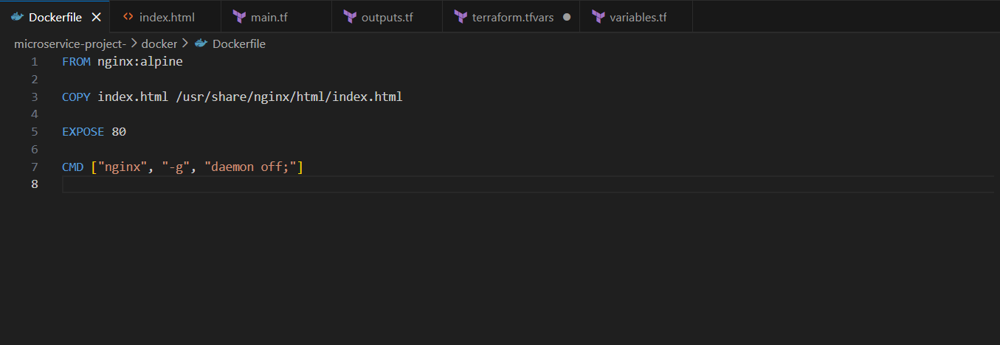 Dockerfile index.html main.tf outputs.tf terraform.tfvars variables.tf
microservice-project- > docker > Dockerfile
1 FROM nginx:alpine
2
3 COPY index.html /usr/share/nginx/html/index.html
4
5 EXPOSE 80
6
7 CMD ["nginx", "-g", "daemon off;"]
8